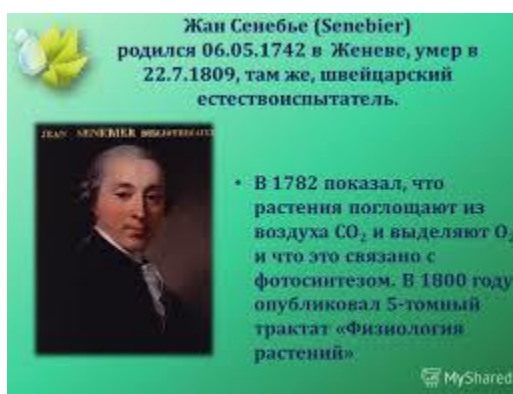 Жан Сенебье (Senebier)
родился 06.05.1742 в Женеве, умер в
22.7.1809, там же, швейцарский
естествоиспытатель.
JEAN SENEBIER
• В 1782 показал, что
растения поглощают из
воздуха CO₂ и выделяют O₂
и что это связано с
фотосинтезом. В 1800 году
опубликовал 5-томный
трактат «Физиология
растений»
MyShared